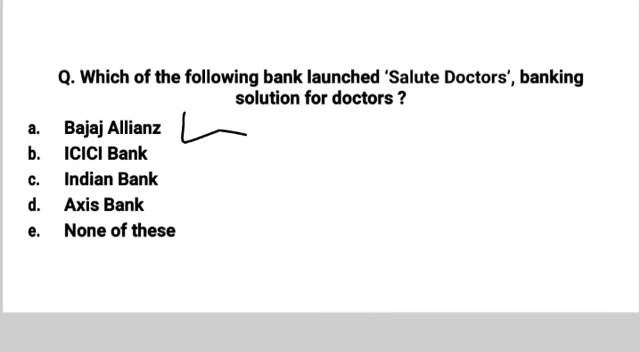 Q. Which of the following bank launched ‘Salute Doctors’, banking
solution for doctors ?
a. Bajaj Allianz
b. ICICI Bank
c. Indian Bank
d. Axis Bank
e. None of these